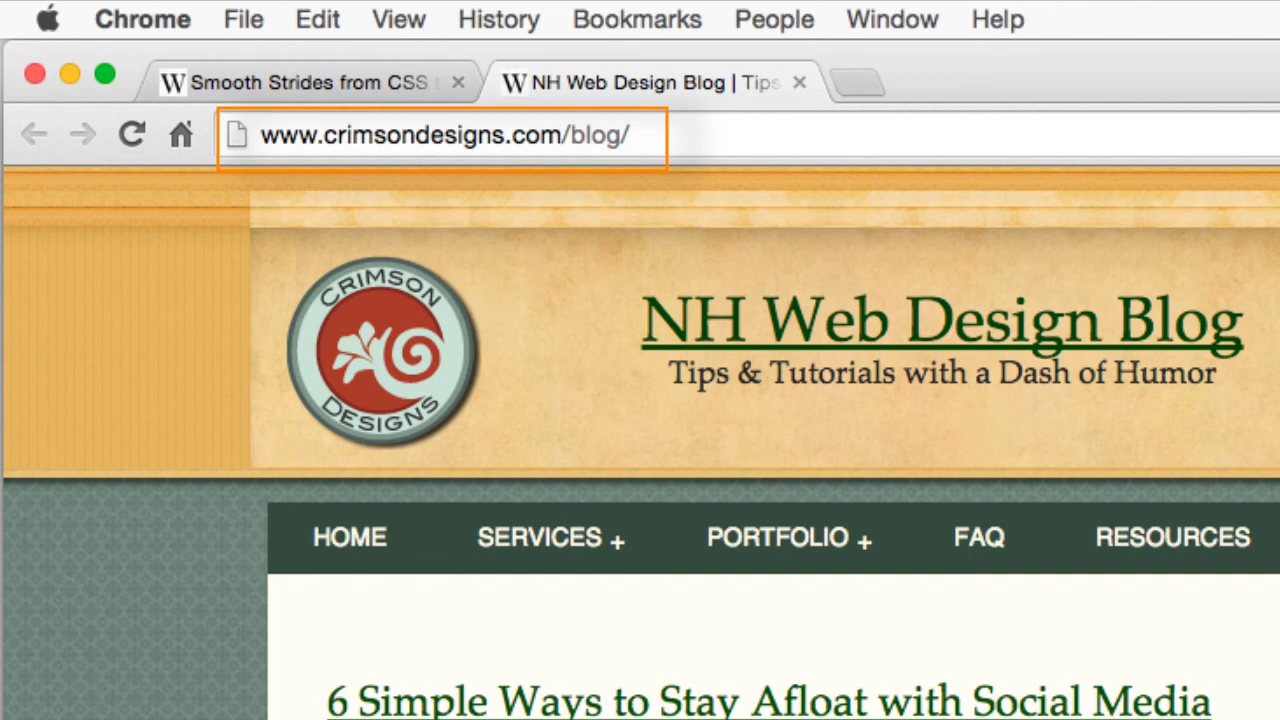 Chrome File Edit View History Bookmarks People Window Help
W Smooth Strides from CSS W NH Web Design Blog | Tips
www.crimsondesigns.com/blog/
CRIMSON
DESIGNS
NH Web Design Blog
Tips & Tutorials with a Dash of Humor
HOME SERVICES + PORTFOLIO + FAQ RESOURCES
6 Simple Ways to Stay Afloat with Social Media